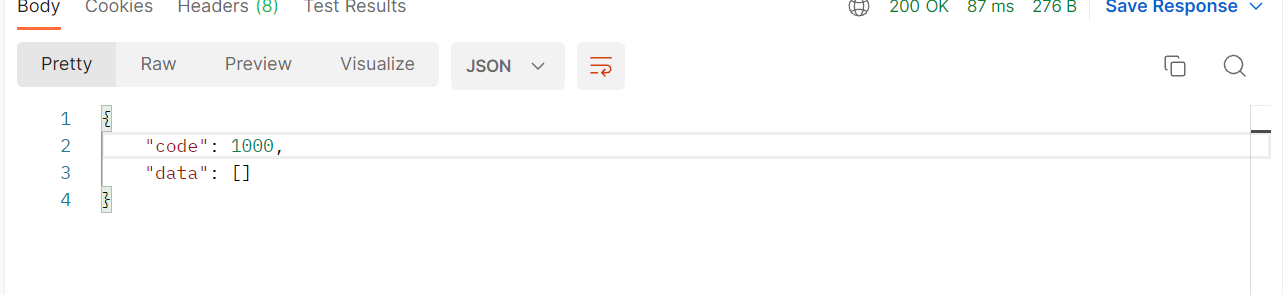 Body Cookies Headers (8) Test Results 200 OK 87 ms 276 B Save Response
Pretty Raw Preview Visualize JSON
1 {
2 "code": 1000,
3 "data": []
4 }